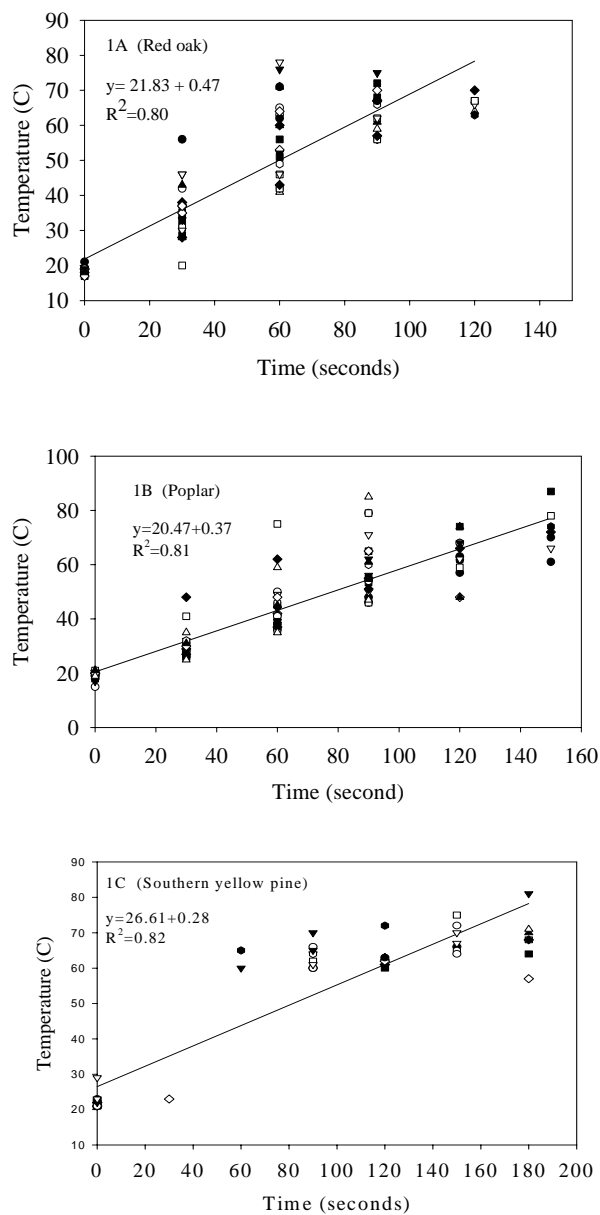 1A (Red oak)
y= 21.83 + 0.47
R2=0.80
Temperature (C)
90
80
70
60
50
40
30
20
10
0 20 40 60 80 100 120 140
Time (seconds)
1B (Poplar)
y=20.47+0.37
R2=0.81
Temperature (C)
100
80
60
40
20
0
0 20 40 60 80 100 120 140 160
Time (second)
1C (Southern yellow pine)
y=26.61+0.28
R2=0.82
Temperature (C)
90
80
70
60
50
40
30
20
10
0 20 40 60 80 100 120 140 160 180 200
Time (seconds)